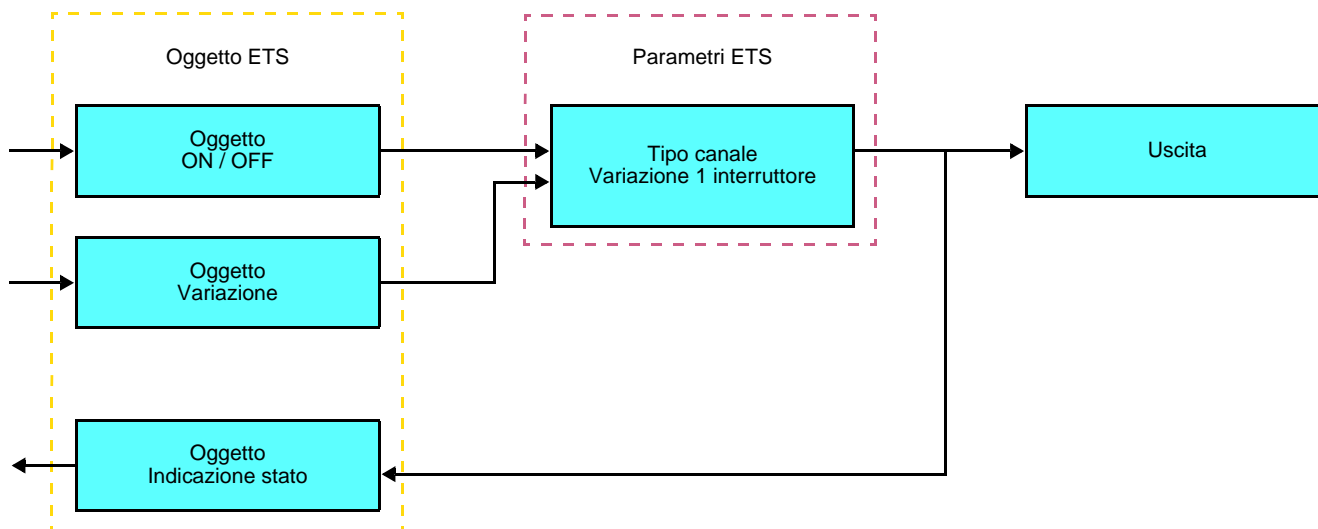 Oggetto ETS
Parametri ETS
Oggetto
ON / OFF
Tipo canale
Variazione 1 interruttore
Uscita
Oggetto
Variazione
Oggetto
Indicazione stato